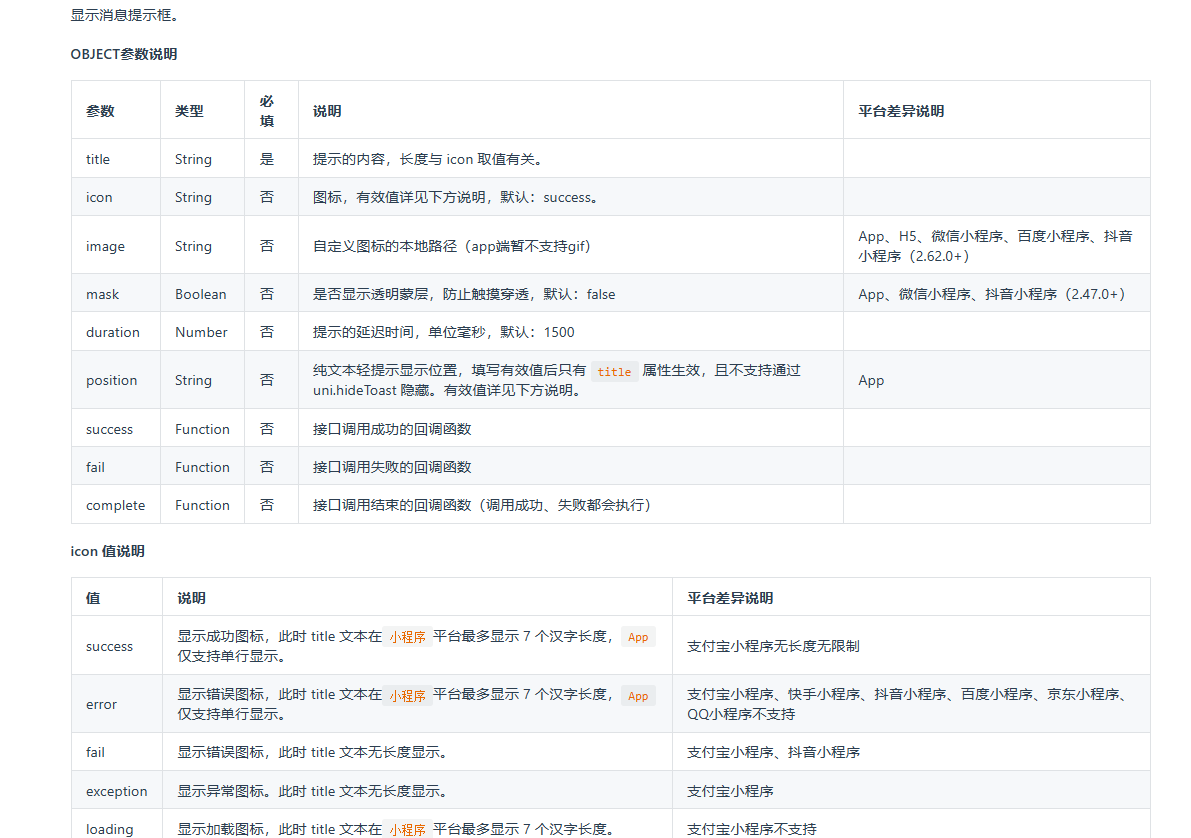 显示消息提示框。
OBJECT参数说明
参数 类型 必填 说明 平台差异说明
title String 是 提示的内容，长度与 icon 取值有关。
icon String 否 图标，有效值详见下方说明，默认：success。
image String 否 自定义图标的本地路径（app端暂不支持gif） App、H5、微信小程序、百度小程序、抖音
小程序（2.62.0+）
mask Boolean 否 是否显示透明蒙层，防止触摸穿透，默认：false App、微信小程序、抖音小程序（2.47.0+）
duration Number 否 提示的延迟时间，单位毫秒，默认：1500
position String 否 纯文本轻提示显示位置，填写有效值后只有 title 属性生效，且不支持通过
uni.hideToast 隐藏。有效值详见下方说明。 App
success Function 否 接口调用成功的回调函数
fail Function 否 接口调用失败的回调函数
complete Function 否 接口调用结束的回调函数（调用成功、失败都会执行）
icon 值说明
值 说明 平台差异说明
success 显示成功图标，此时 title 文本在 小程序 平台最多显示 7 个汉字长度， App
仅支持单行显示。 支付宝小程序无长度无限制
error 显示错误图标，此时 title 文本在 小程序 平台最多显示 7 个汉字长度， App
仅支持单行显示。 支付宝小程序、快手小程序、抖音小程序、百度小程序、京东小程序、
QQ小程序不支持
fail 显示错误图标，此时 title 文本无长度显示。 支付宝小程序、抖音小程序
exception 显示异常图标。此时 title 文本无长度显示。 支付宝小程序
loading 显示加载图标，此时 title 文本在 小程序 平台最多显示 7 个汉字长度。 支付宝小程序不支持